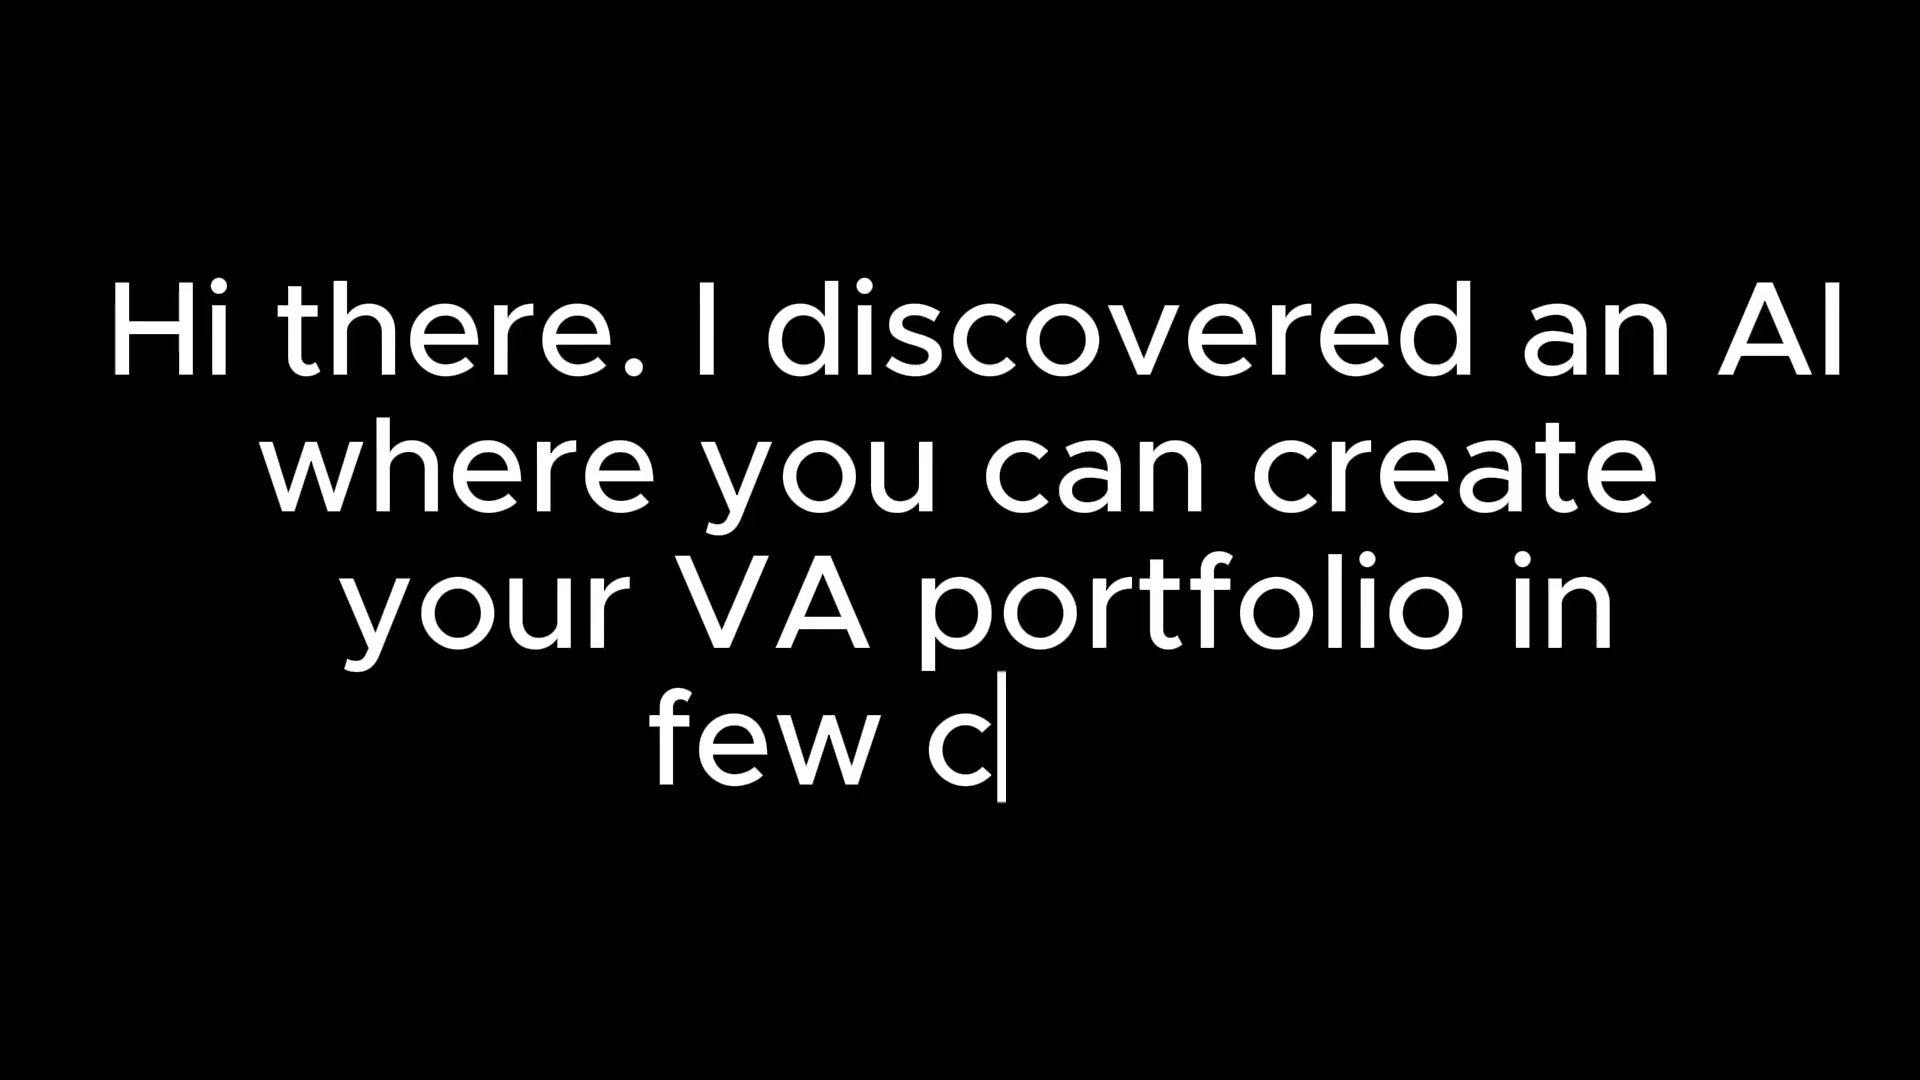 Hi there. I discovered an AI
where you can create
your VA portfolio in
few c